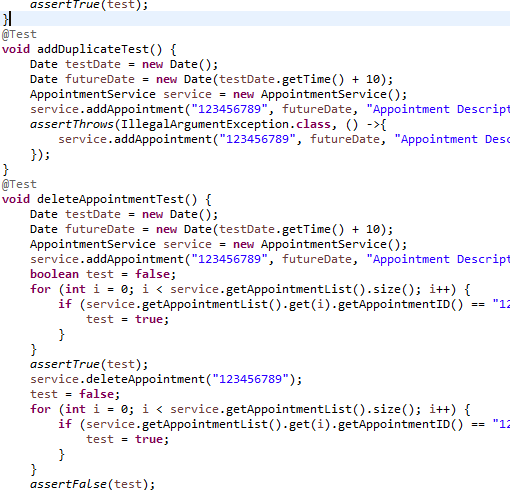 assertTrue(test);
}
@Test
void addDuplicateTest() {
Date testDate = new Date();
Date futureDate = new Date(testDate.getTime() + 10);
AppointmentService service = new AppointmentService();
service.addAppointment("123456789", futureDate, "Appointment Descript
assertThrows(IllegalArgumentException.class, () ->{
service.addAppointment("123456789", futureDate, "Appointment Desc
});
}
@Test
void deleteAppointmentTest() {
Date testDate = new Date();
Date futureDate = new Date(testDate.getTime() + 10);
AppointmentService service = new AppointmentService();
service.addAppointment("123456789", futureDate, "Appointment Descript
boolean test = false;
for (int i = 0; i < service.getAppointmentList().size(); i++) {
if (service.getAppointmentList().get(i).getAppointmentID() == "12
test = true;
}
}
assertTrue(test);
service.deleteAppointment("123456789");
test = false;
for (int i = 0; i < service.getAppointmentList().size(); i++) {
if (service.getAppointmentList().get(i).getAppointmentID() == "12
test = true;
}
}
assertFalse(test);